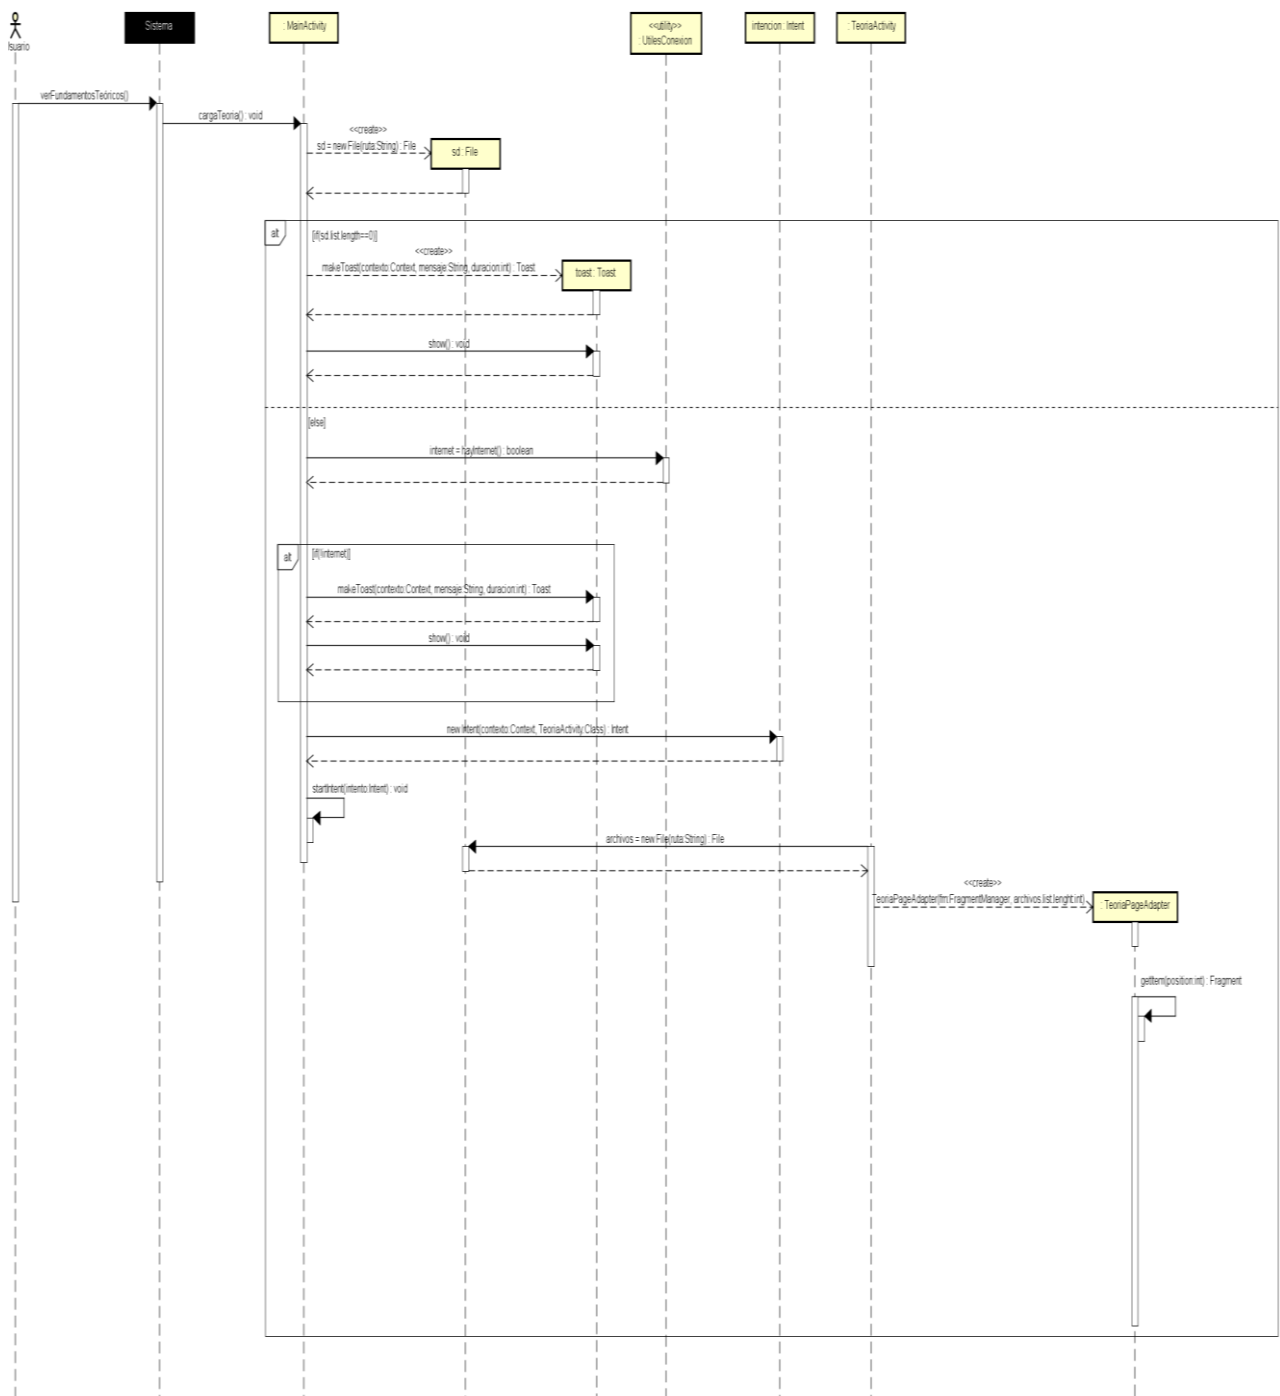 Usuario
Sistema
: MainActivity
<<utility>>
: UtilesConexion
intencion : Intent
: TeoriaActivity
verFundamentosTeóricos()
cargaTeoria() : void
<<create>>
sd = new File(ruta:String) : File
sd : File
alt
[if(sd.list.length==0)]
<<create>>
makeToast(contexto:Context, mensaje:String, duracion:int) : Toast
toast : Toast
show() : void
[else]
internet = hayInternet() : boolean
alt
[if(!internet)]
makeToast(contexto:Context, mensaje:String, duracion:int) : Toast
show() : void
new Intent(contexto:Context, TeoriaActivity.Class) : Intent
startIntent(intento:Intent) : void
archivos = new File(ruta:String) : File
<<create>>
TeoriaPageAdapter(fm:FragmentManager, archivos.list.lenght:int)
: TeoriaPageAdapter
getItem(position:int) : Fragment